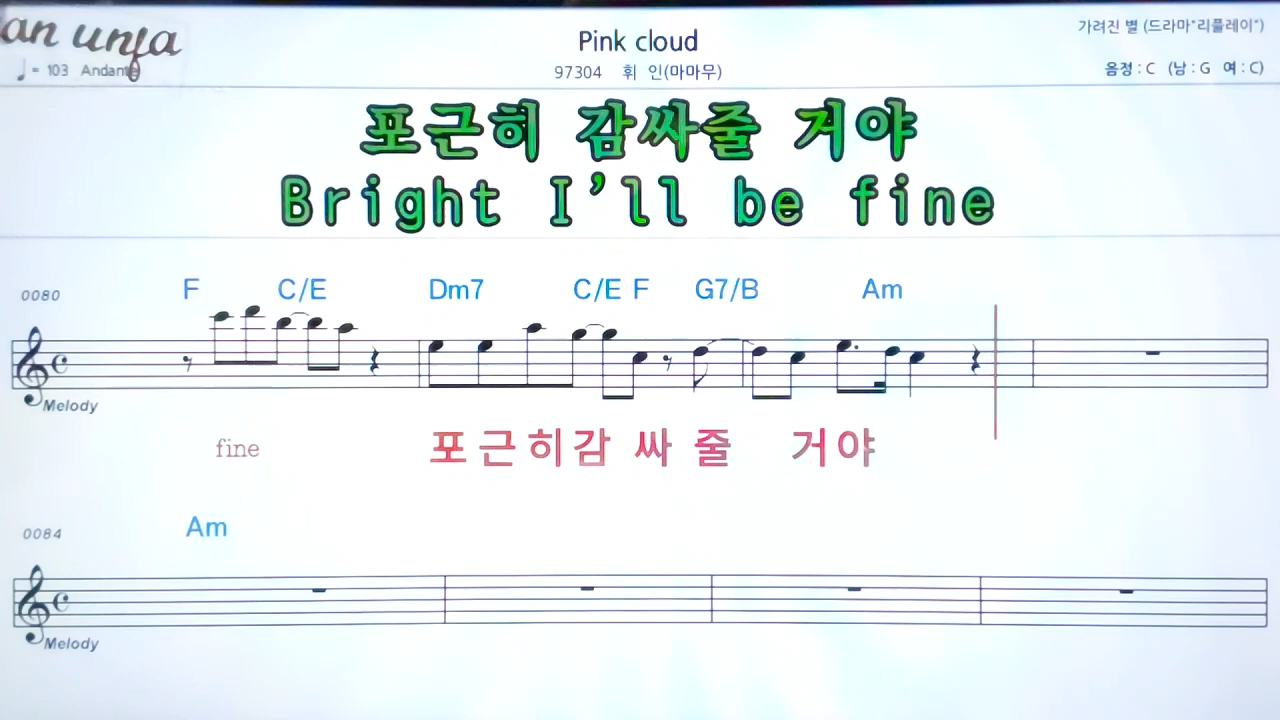 an unja
Pink cloud
가려진 별 (드라마"리플레이")
♩= 103 Andante
97304 휘 인(마마무)
음정 : C (남 : G 여 : C)
포근히 감싸줄 거야
Bright I'll be fine
0080 F C/E Dm7 C/E F G7/B Am
Melody
fine 포근히감 싸 줄 거야
0084 Am
Melody